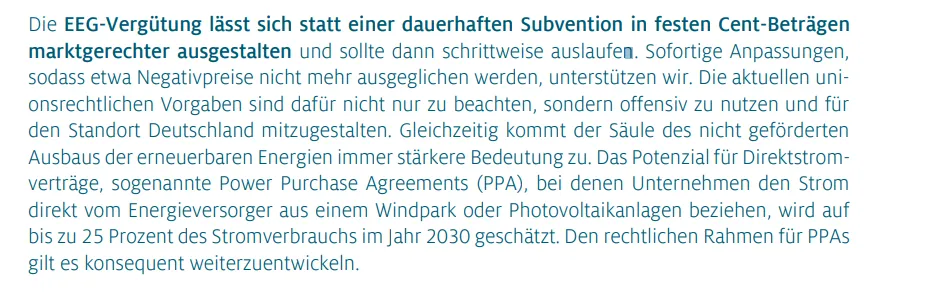 Die EEG-Vergütung lässt sich statt einer dauerhaften Subvention in festen Cent-Beträgen
marktgerechter ausgestalten und sollte dann schrittweise auslaufen. Sofortige Anpassungen,
sodass etwa Negativpreise nicht mehr ausgeglichen werden, unterstützen wir. Die aktuellen uni-
onsrechtlichen Vorgaben sind dafür nicht nur zu beachten, sondern offensiv zu nutzen und für
den Standort Deutschland mitzugestalten. Gleichzeitig kommt der Säule des nicht geförderten
Ausbaus der erneuerbaren Energien immer stärkere Bedeutung zu. Das Potenzial für Direktstrom-
verträge, sogenannte Power Purchase Agreements (PPA), bei denen Unternehmen den Strom
direkt vom Energieversorger aus einem Windpark oder Photovoltaikanlagen beziehen, wird auf
bis zu 25 Prozent des Stromverbrauchs im Jahr 2030 geschätzt. Den rechtlichen Rahmen für PPAs
gilt es konsequent weiterzuentwickeln.